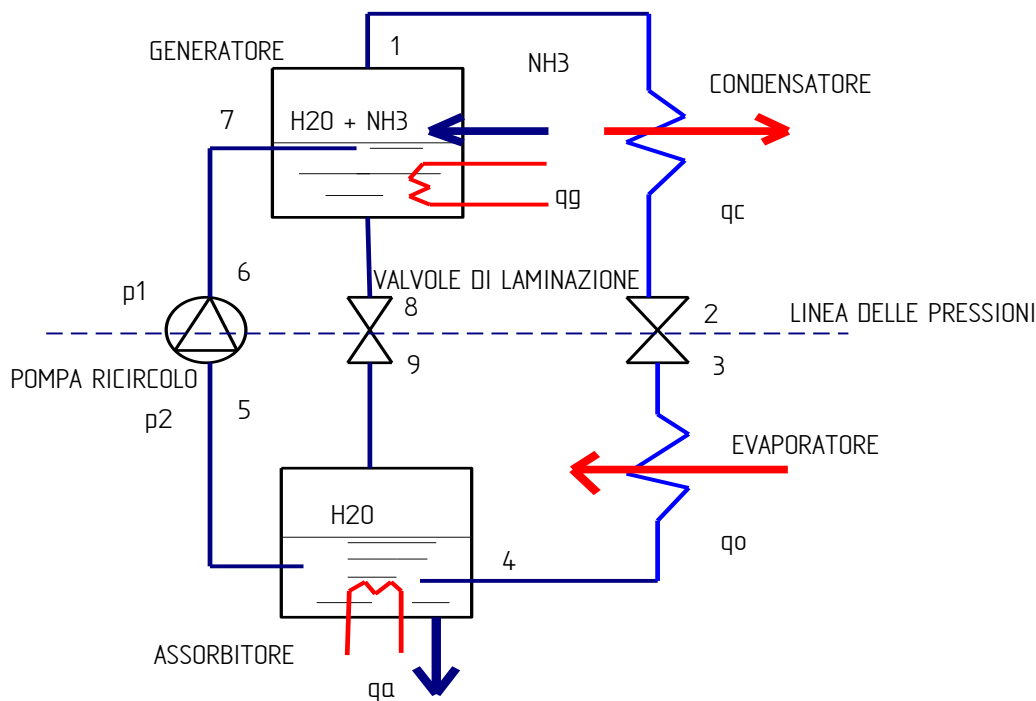 1
GENERATORE
NH3
CONDENSATORE
7
H2O + NH3
qg
qc
6
VALVOLE DI LAMINAZIONE
p1
8
2
LINEA DELLE PRESSIONI
9
3
POMPA RICIRCOLO
p2
5
EVAPORATORE
H2O
qo
4
ASSORBITORE
qa